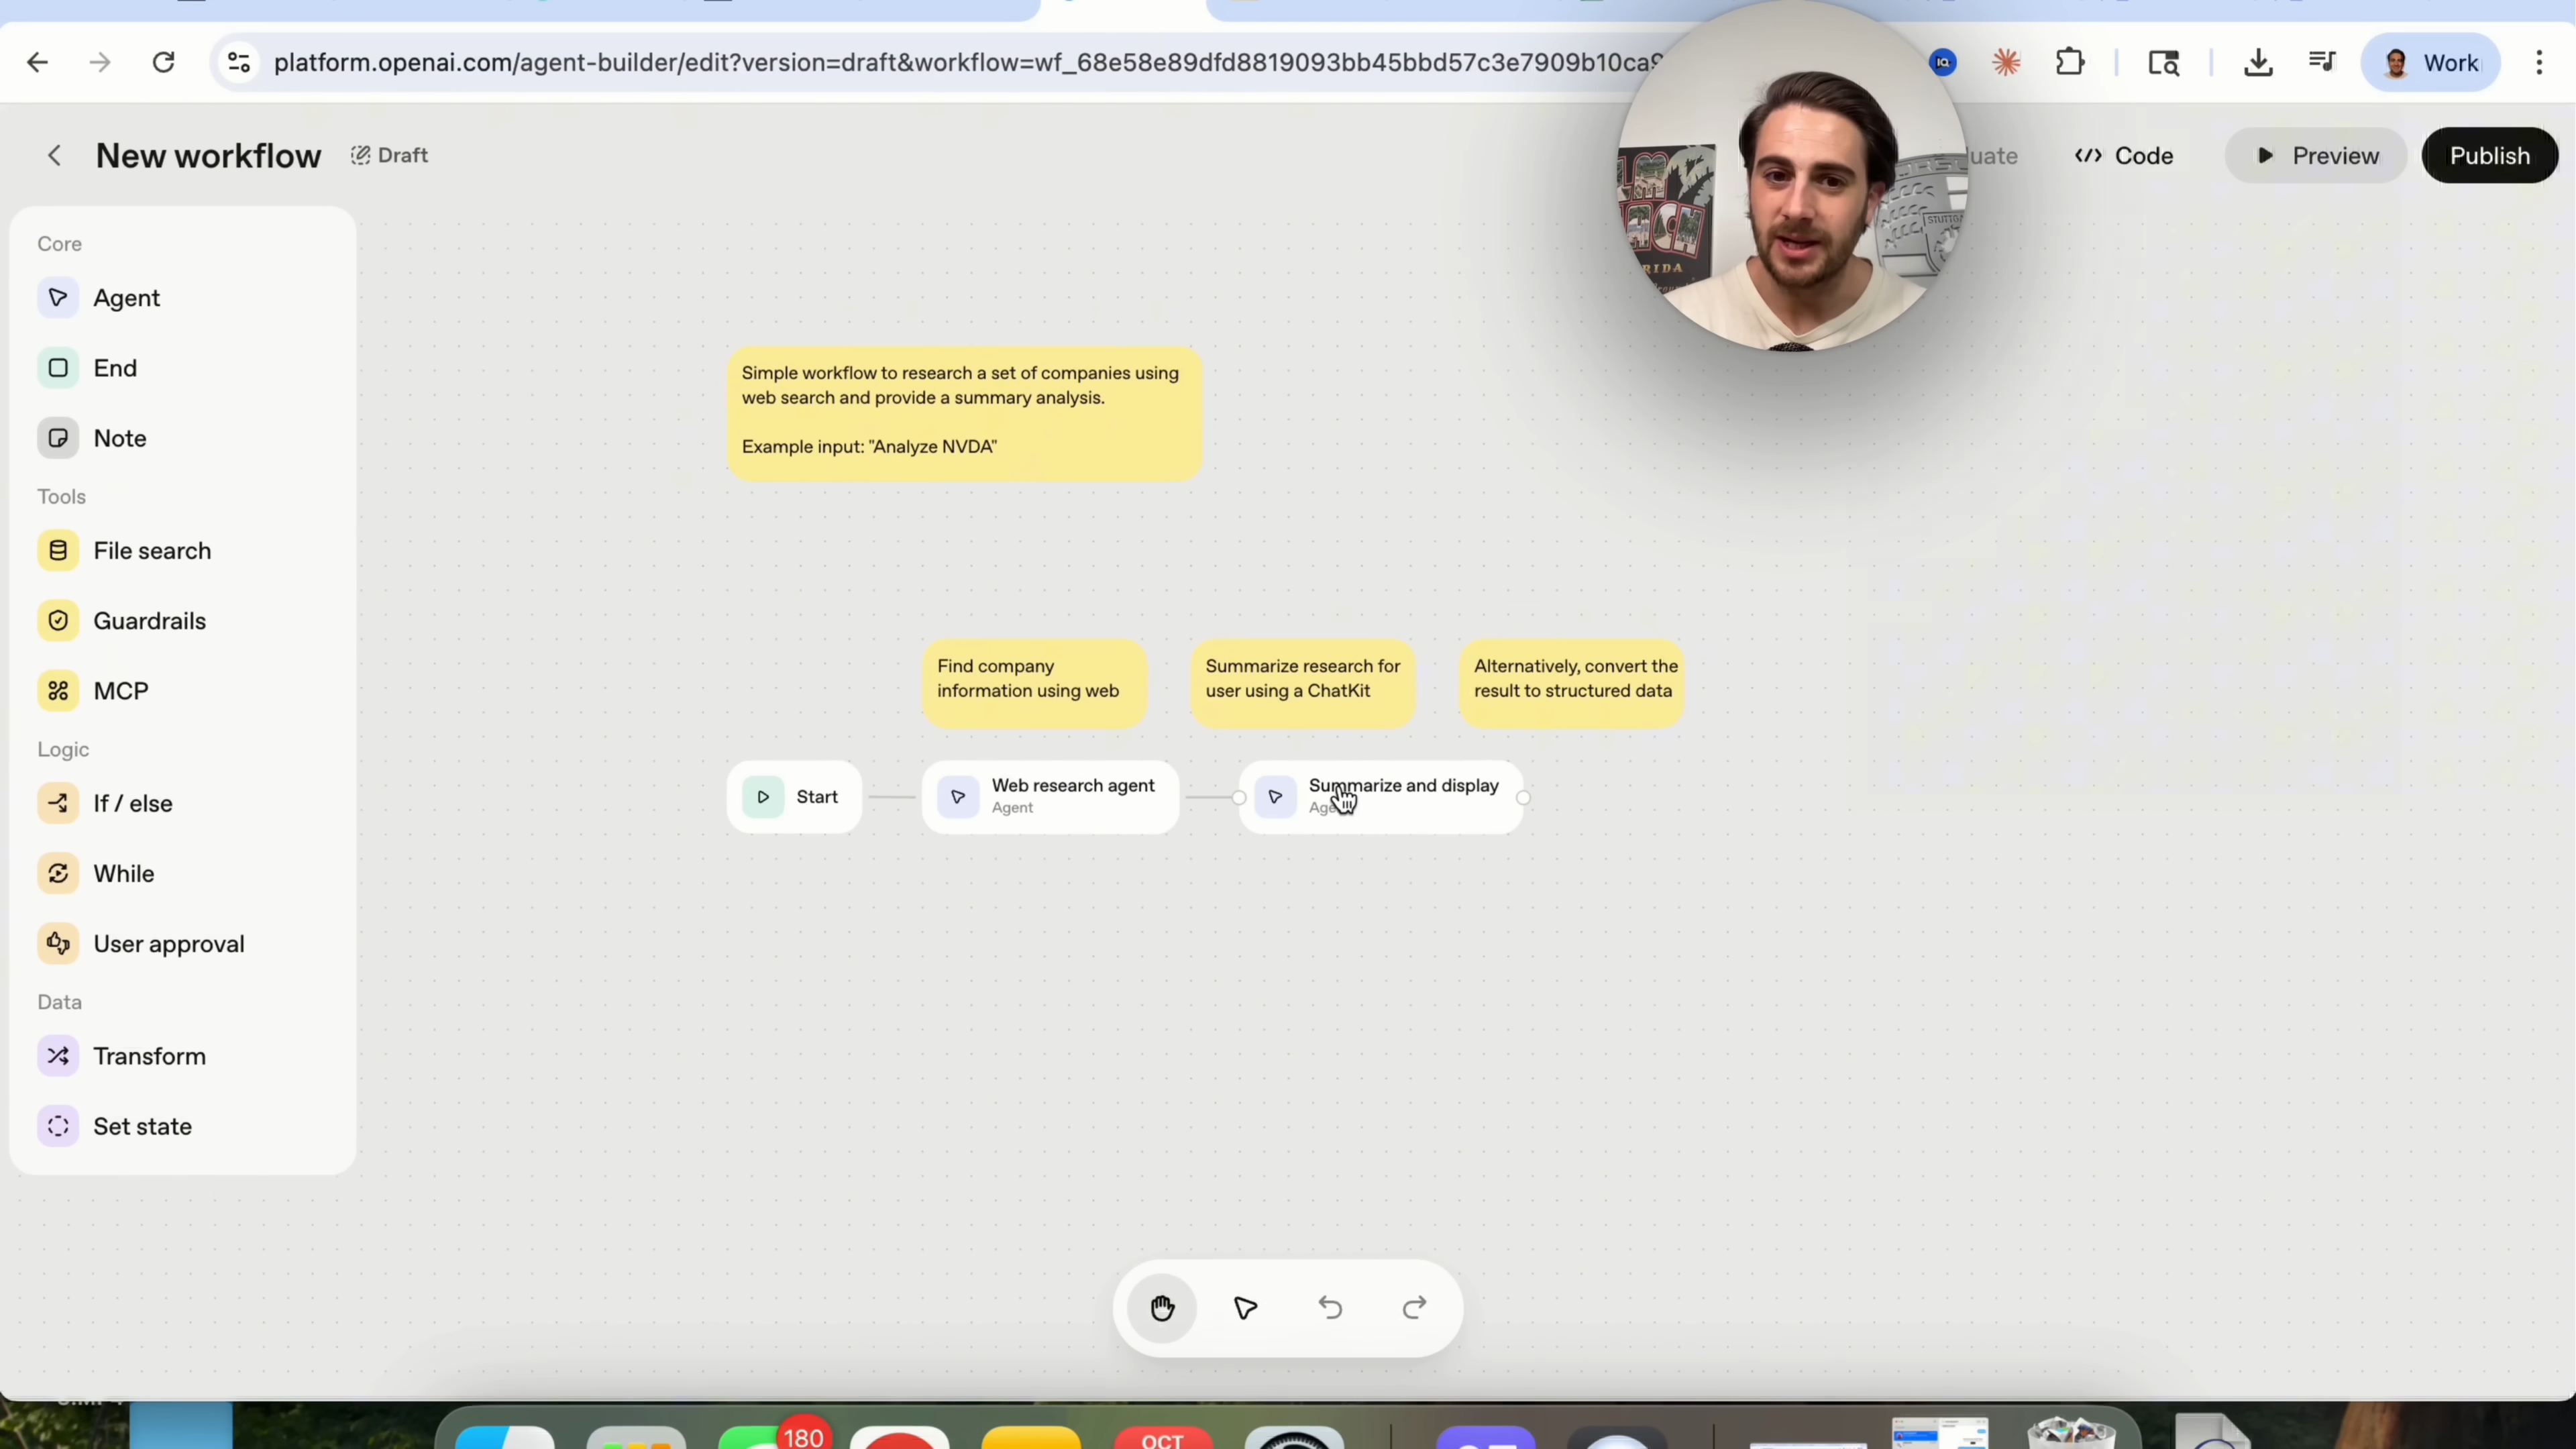 platform.openai.com/agent-builder/edit?version=draft&workflow=wf_68e58e89dfd8819093bb45bbd57c3e7909b10ca9
Work
New workflow
Draft
Code
Preview
Publish
Core
Agent
End
Note
Tools
File search
Guardrails
MCP
Logic
If / else
While
User approval
Data
Transform
Set state
Simple workflow to research a set of companies using
web search and provide a summary analysis.
Example input: "Analyze NVDA"
Find company
information using web
Summarize research for
user using a ChatKit
Alternatively, convert the
result to structured data
Start
Web research agent
Agent
Summarize and display
STUTTG
RIDA
180
OCT